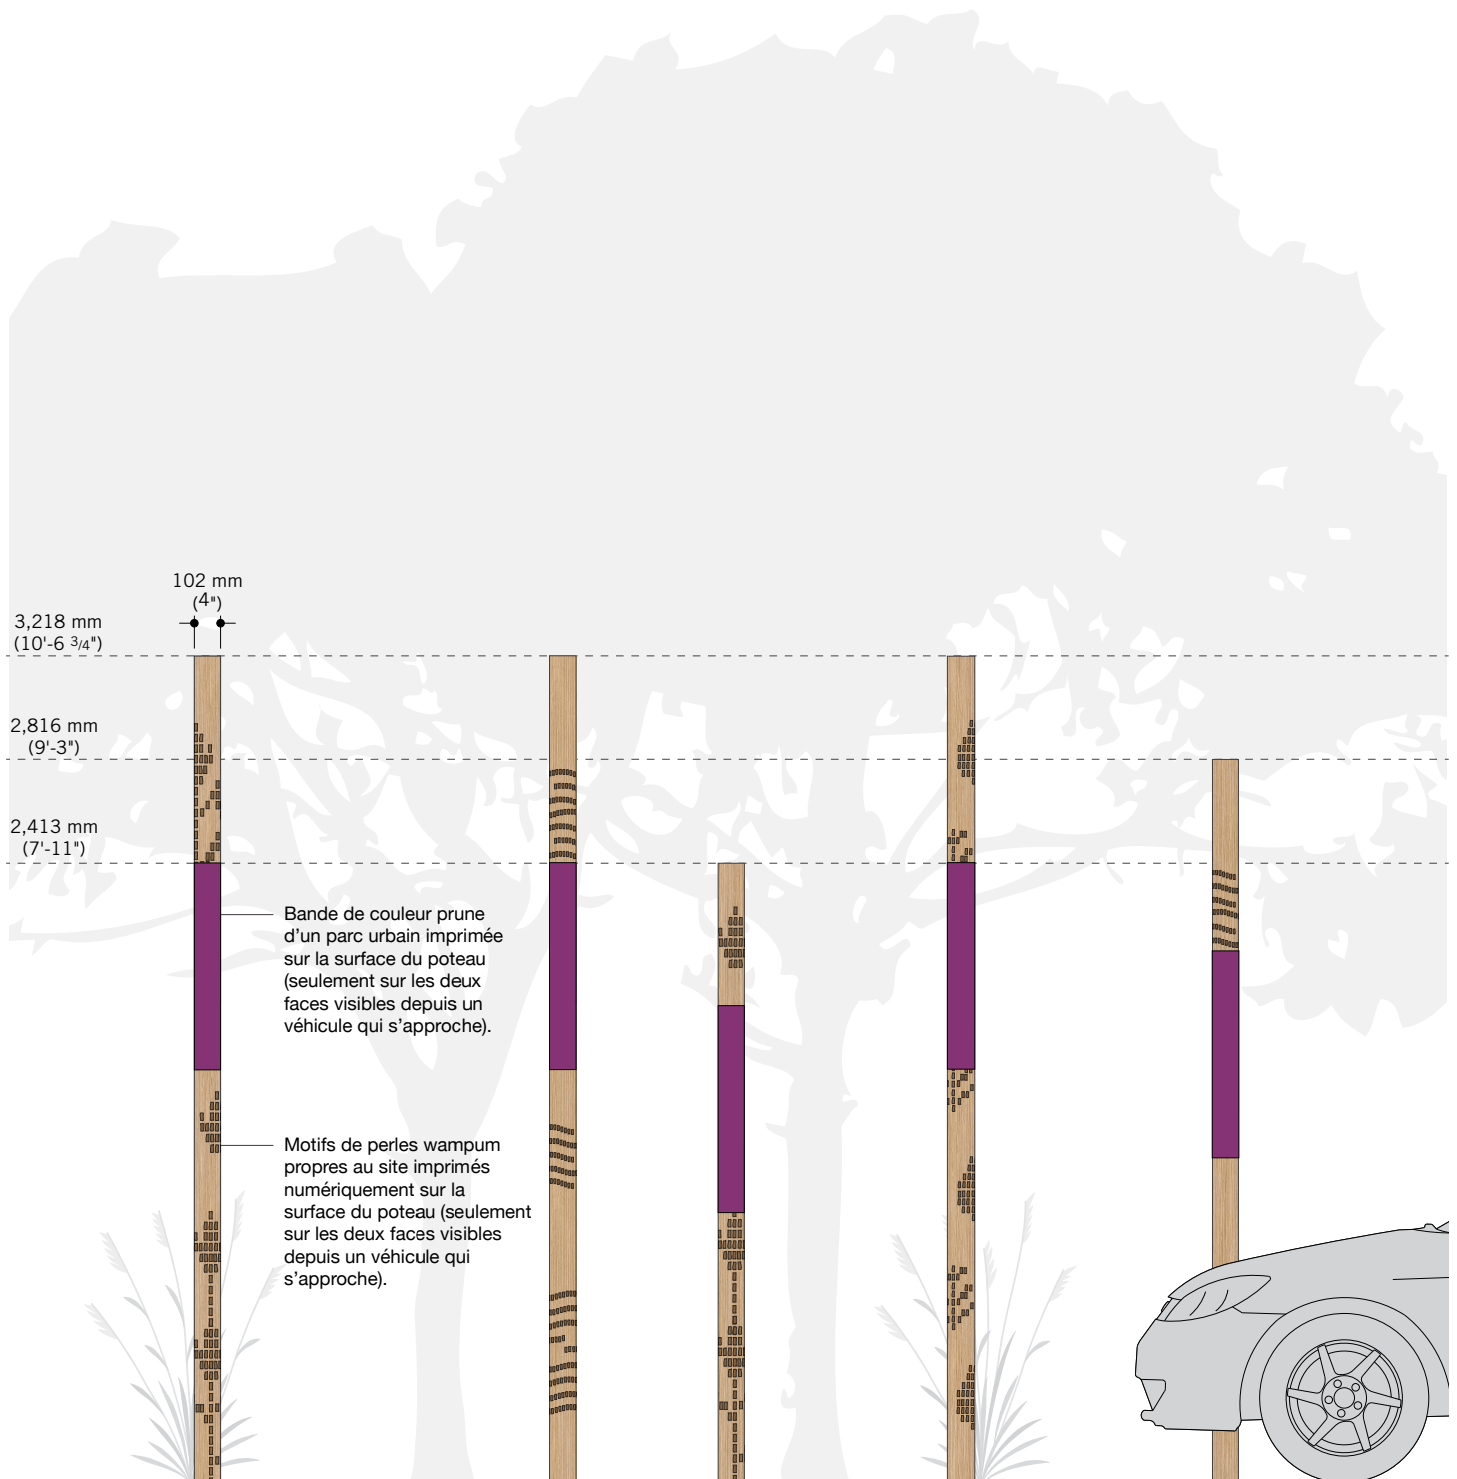 102 mm
(4")
3,218 mm
(10'-6 3/4")
2,816 mm
(9'-3")
2,413 mm
(7'-11")
Bande de couleur prune
d’un parc urbain imprimée
sur la surface du poteau
(seulement sur les deux
faces visibles depuis un
véhicule qui s’approche).
Motifs de perles wampum
propres au site imprimés
numériquement sur la
surface du poteau (seulement
sur les deux faces visibles
depuis un véhicule qui
s’approche).